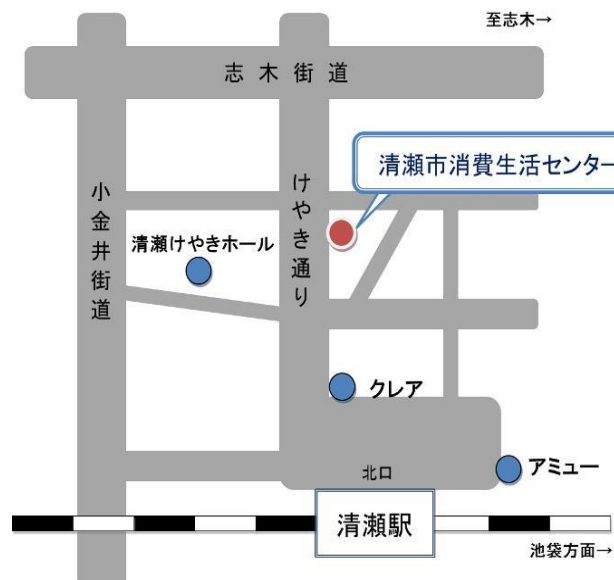 至志木→
志木街道
清瀬市消費生活センター
小金井街道
けやき通り
清瀬けやきホール
クレア
アミュー
北口
清瀬駅
池袋方面→